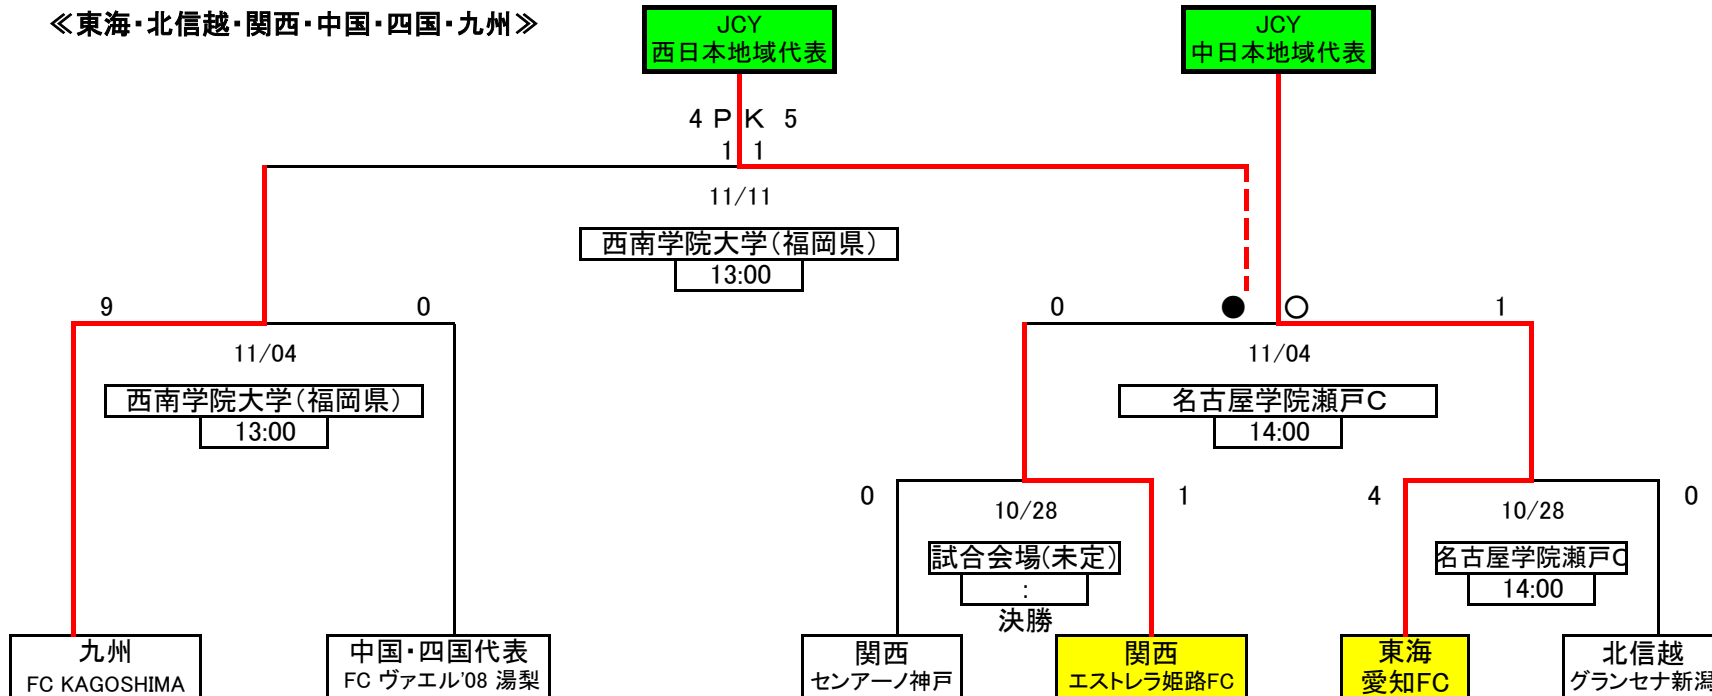 ≪東海・北信越・関西・中国・四国・九州≫
JCY
西日本地域代表
JCY
中日本地域代表
4 P K 5
1 1
11/11
西南学院大学（福岡県）
13:00
9 0
11/04
西南学院大学（福岡県）
13:00
0 ● ○ 1
11/04
名古屋学院瀬戸C
14:00
0 1
10/28
試合会場(未定)
:
決勝
4 0
10/28
名古屋学院瀬戸C
14:00
九州
FC KAGOSHIMA
中国・四国代表
FC ヴァエル'08 湯梨
関西
センアーノ神戸
関西
エストレラ姫路FC
東海
愛知FC
北信越
グランセナ新潟